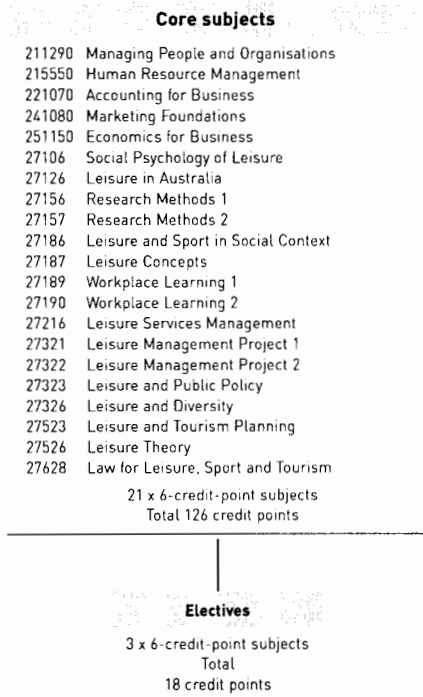 Core subjects
211290 Managing People and Organisations
215550 Human Resource Management
221070 Accounting for Business
241080 Marketing Foundations
251150 Economics for Business
27106 Social Psychology of Leisure
27126 Leisure in Australia
27156 Research Methods 1
27157 Research Methods 2
27186 Leisure and Sport in Social Context
27187 Leisure Concepts
27189 Workplace Learning 1
27190 Workplace Learning 2
27216 Leisure Services Management
27321 Leisure Management Project 1
27322 Leisure Management Project 2
27323 Leisure and Public Policy
27326 Leisure and Diversity
27523 Leisure and Tourism Planning
27526 Leisure Theory
27628 Law for Leisure, Sport and Tourism
21 x 6-credit-point subjects
Total 126 credit points
Electives
3 x 6-credit-point subjects
Total
18 credit points